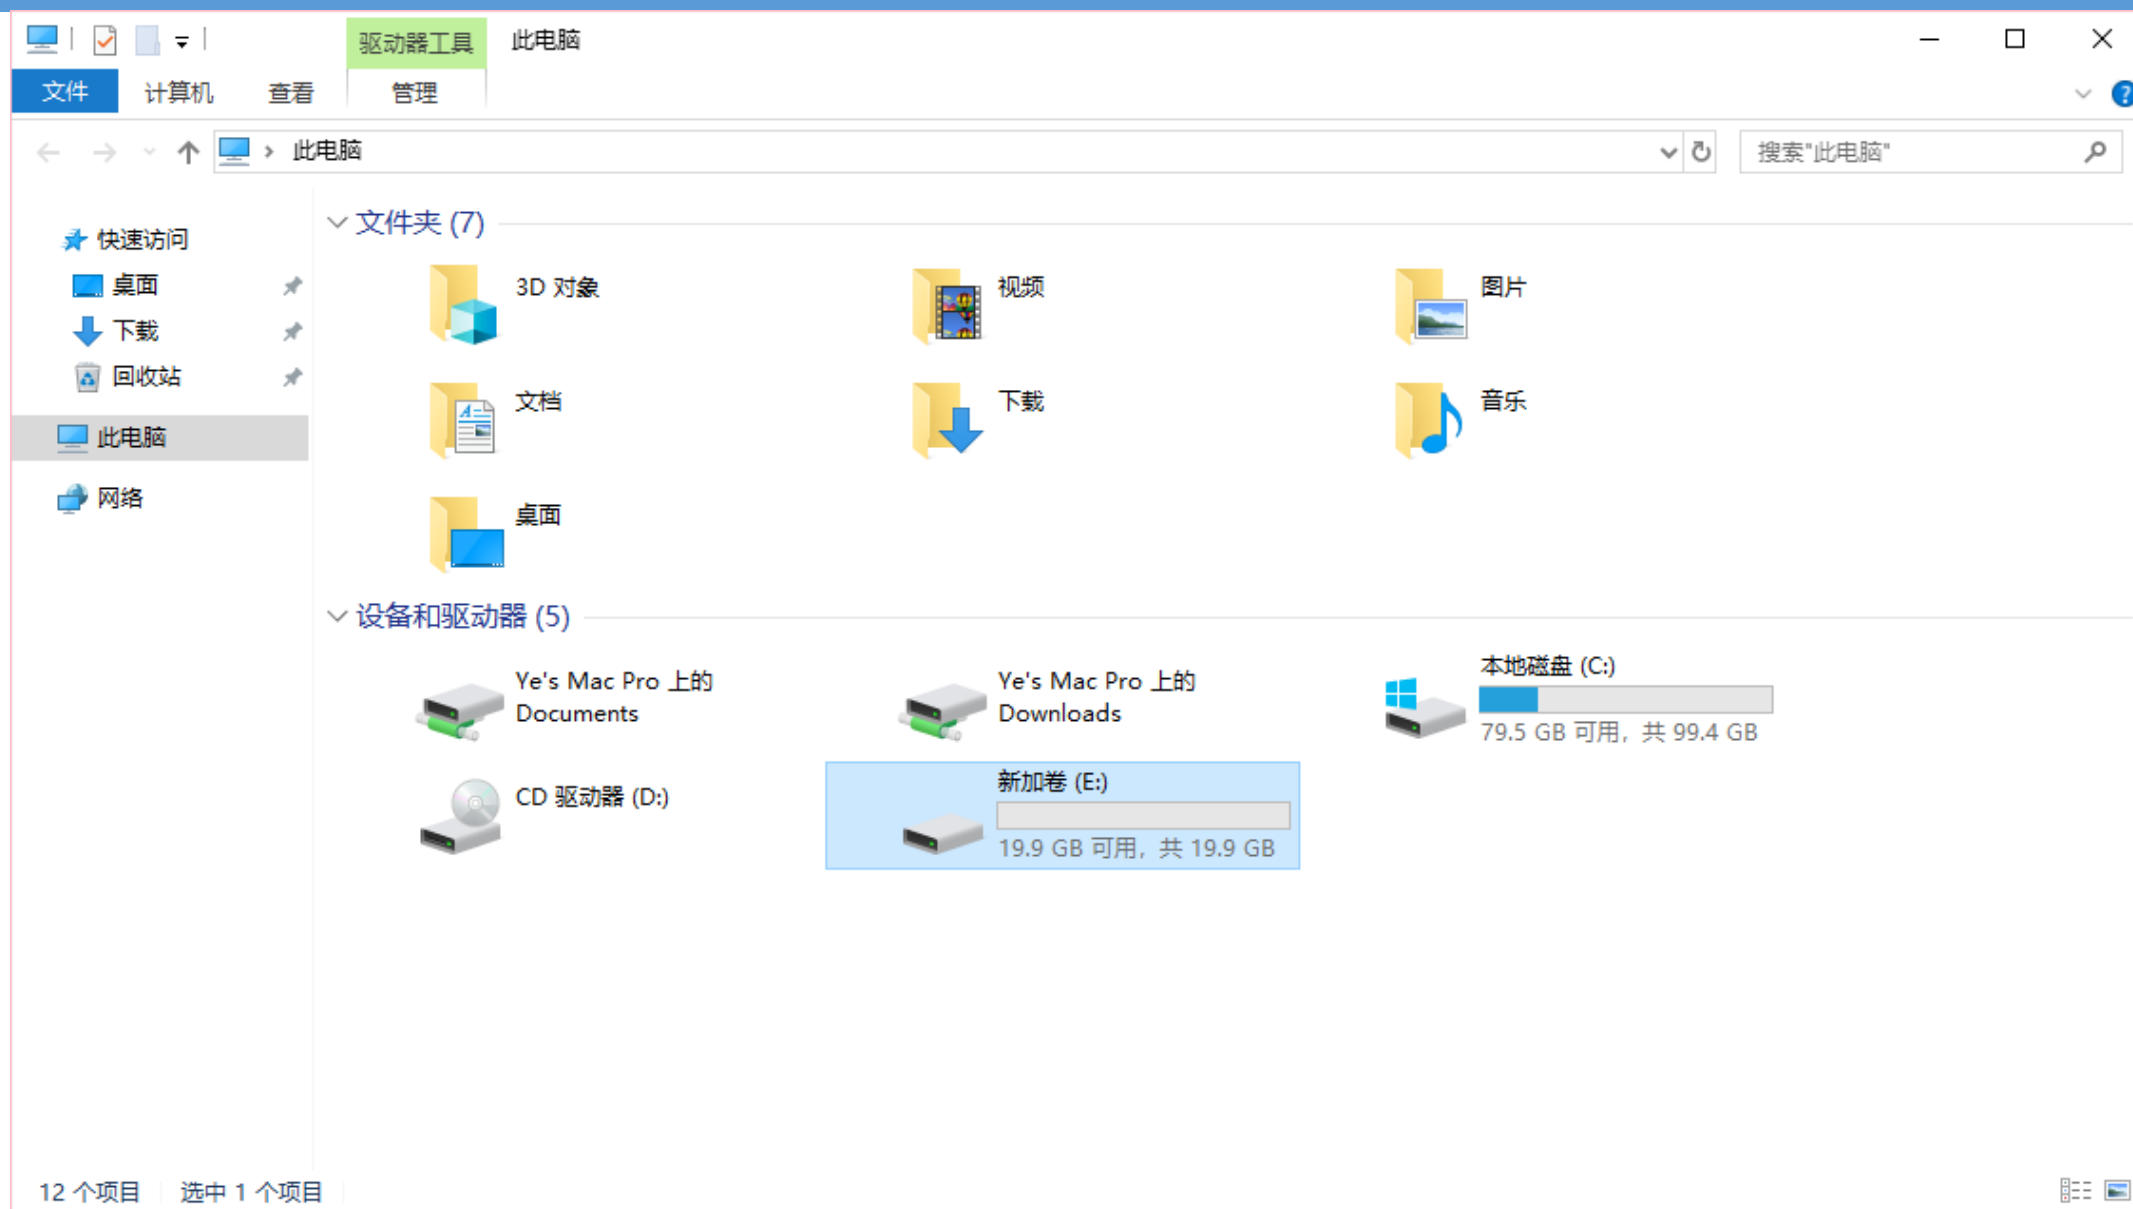 驱动器工具 此电脑
文件 计算机 查看 管理
此电脑 搜索"此电脑"
快速访问
桌面
下载
回收站
此电脑
网络
文件夹 (7)
3D 对象 视频 图片
文档 下载 音乐
桌面
设备和驱动器 (5)
Ye's Mac Pro 上的
Documents
Ye's Mac Pro 上的
Downloads
本地磁盘 (C:)
79.5 GB 可用，共 99.4 GB
CD 驱动器 (D:)
新加卷 (E:)
19.9 GB 可用，共 19.9 GB
12 个项目 选中 1 个项目